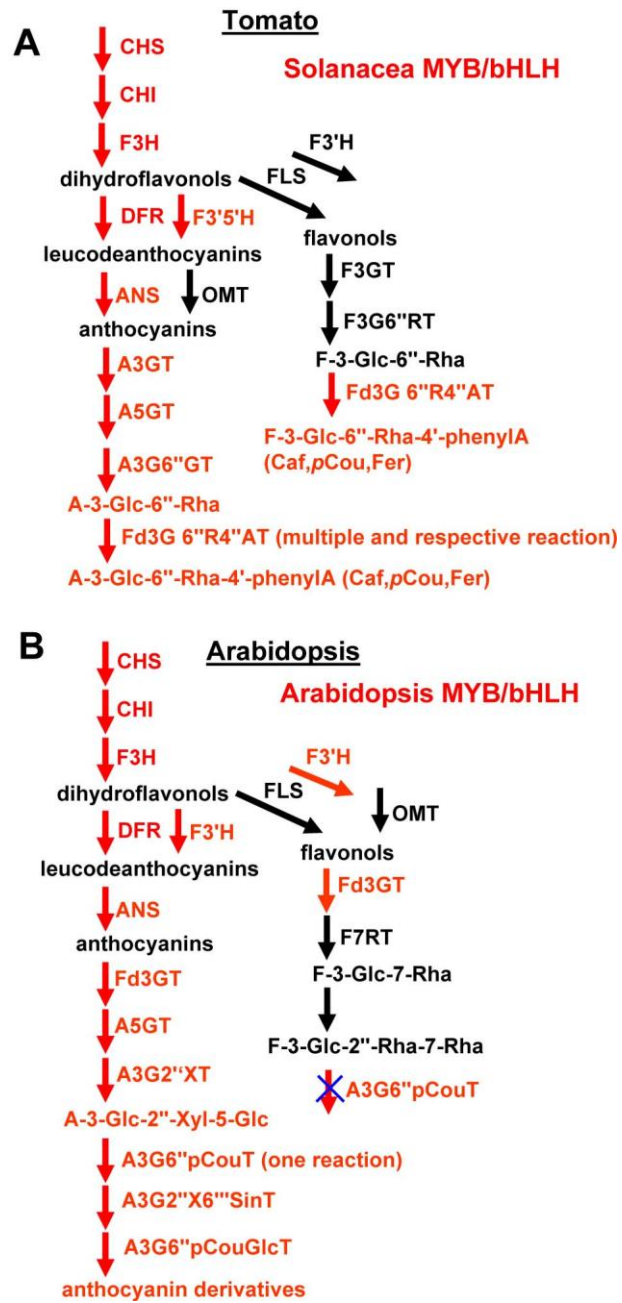 Tomato
A
Solanacea MYB/bHLH
CHS
CHI
F3H
F3'H
dihydroflavonols
FLS
DFR
F3'5'H
flavonols
leucodeanthocyanins
F3GT
ANS
OMT
F3G6"RT
anthocyanins
F-3-Glc-6"-Rha
A3GT
Fd3G 6"R4"AT
A5GT
F-3-Glc-6"-Rha-4'-phenylA
(Caf,pCou,Fer)
A3G6"GT
A-3-Glc-6"-Rha
Fd3G 6"R4"AT (multiple and respective reaction)
A-3-Glc-6"-Rha-4'-phenylA (Caf,pCou,Fer)
B
Arabidopsis
CHS
Arabidopsis MYB/bHLH
CHI
F3H
F3'H
dihydroflavonols
FLS
OMT
DFR
F3'H
flavonols
leucodeanthocyanins
Fd3GT
ANS
F7RT
anthocyanins
F-3-Glc-7-Rha
Fd3GT
A5GT
F-3-Glc-2"-Rha-7-Rha
A3G2"XT
A3G6"pCouT
A-3-Glc-2"-Xyl-5-Glc
A3G6"pCouT (one reaction)
A3G2"X6'"SinT
A3G6"pCouGlcT
anthocyanin derivatives